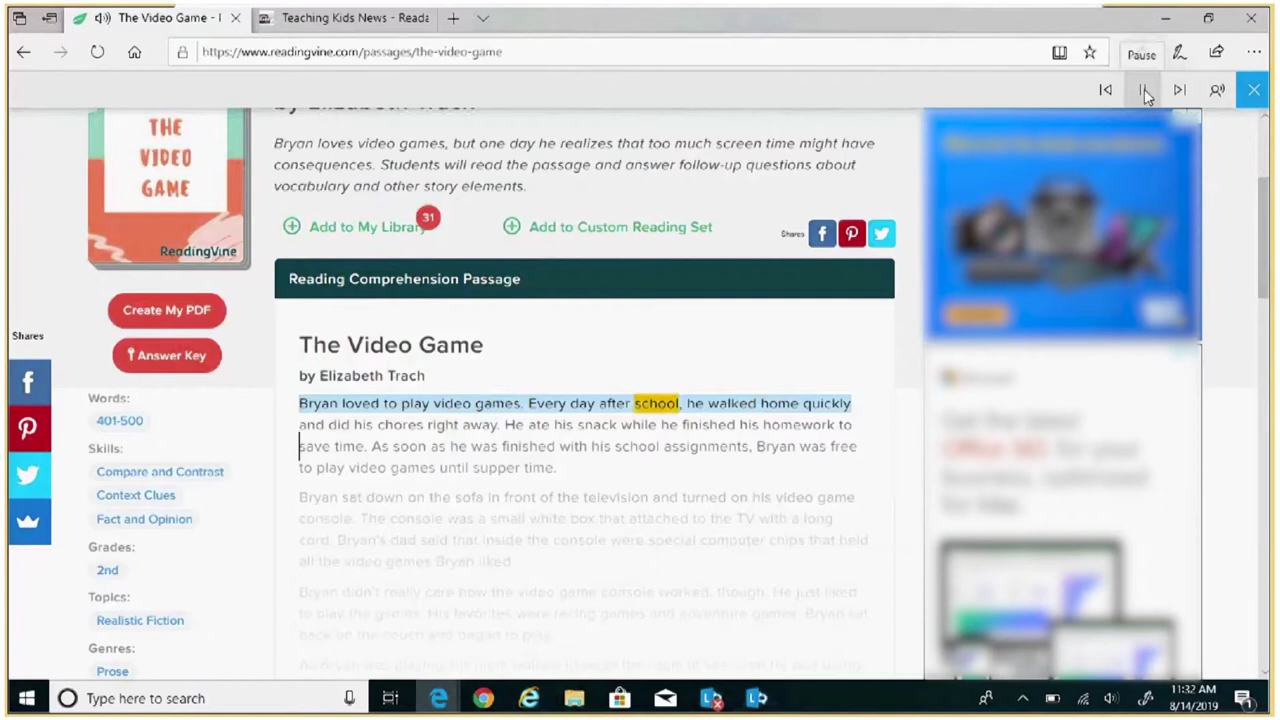 The Video Game - I
Teaching Kids News - Reada
https://www.readingvine.com/passages/the-video-game
Pause
by Elizabeth Trach
THE
VIDEO
GAME
ReadingVine
Bryan loves video games, but one day he realizes that too much screen time might have
consequences. Students will read the passage and answer follow-up questions about
vocabulary and other story elements.
Add to My Library
31
Add to Custom Reading Set
Shares
Reading Comprehension Passage
Create My PDF
Answer Key
Shares
Words:
401-500
Skills:
Compare and Contrast
Context Clues
Fact and Opinion
Grades:
2nd
Topics:
Realistic Fiction
Genres:
Prose
The Video Game
by Elizabeth Trach
Bryan loved to play video games. Every day after school, he walked home quickly
and did his chores right away. He ate his snack while he finished his homework to
save time. As soon as he was finished with his school assignments, Bryan was free
to play video games until supper time.
Bryan sat down on the sofa in front of the television and turned on his video game
console. The console was a small white box that attached to the TV with a long
cord. Bryan's dad said that inside the console were special computer chips that held
all the video games Bryan liked.
Bryan didn't really care how the video game console worked, though. He just liked
to play the games. His favorites were racing games and adventure games. Bryan sat
back on the couch and began to play.
Get the latest
Office 365
Type here to search
11:32 AM
8/14/2019
1